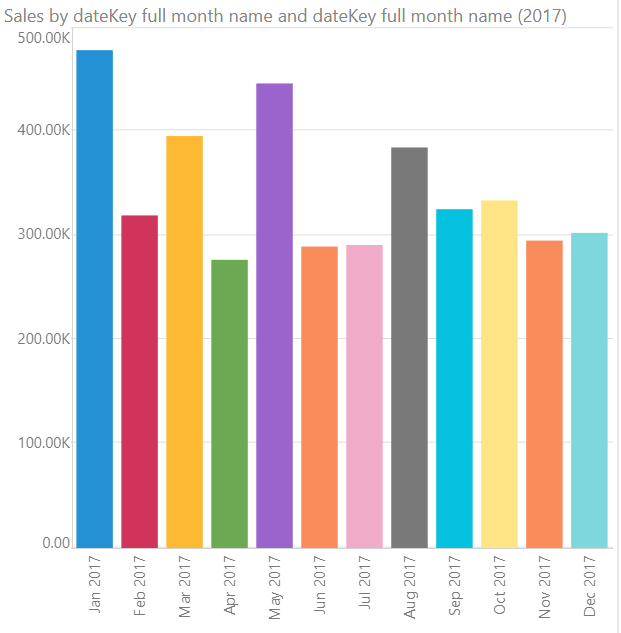 Sales by dateKey full month name and dateKey full month name (2017)
500.00K
400.00K
300.00K
200.00K
100.00K
0.00
Jan 2017
Feb 2017
Mar 2017
Apr 2017
May 2017
Jun 2017
Jul 2017
Aug 2017
Sep 2017
Oct 2017
Nov 2017
Dec 2017